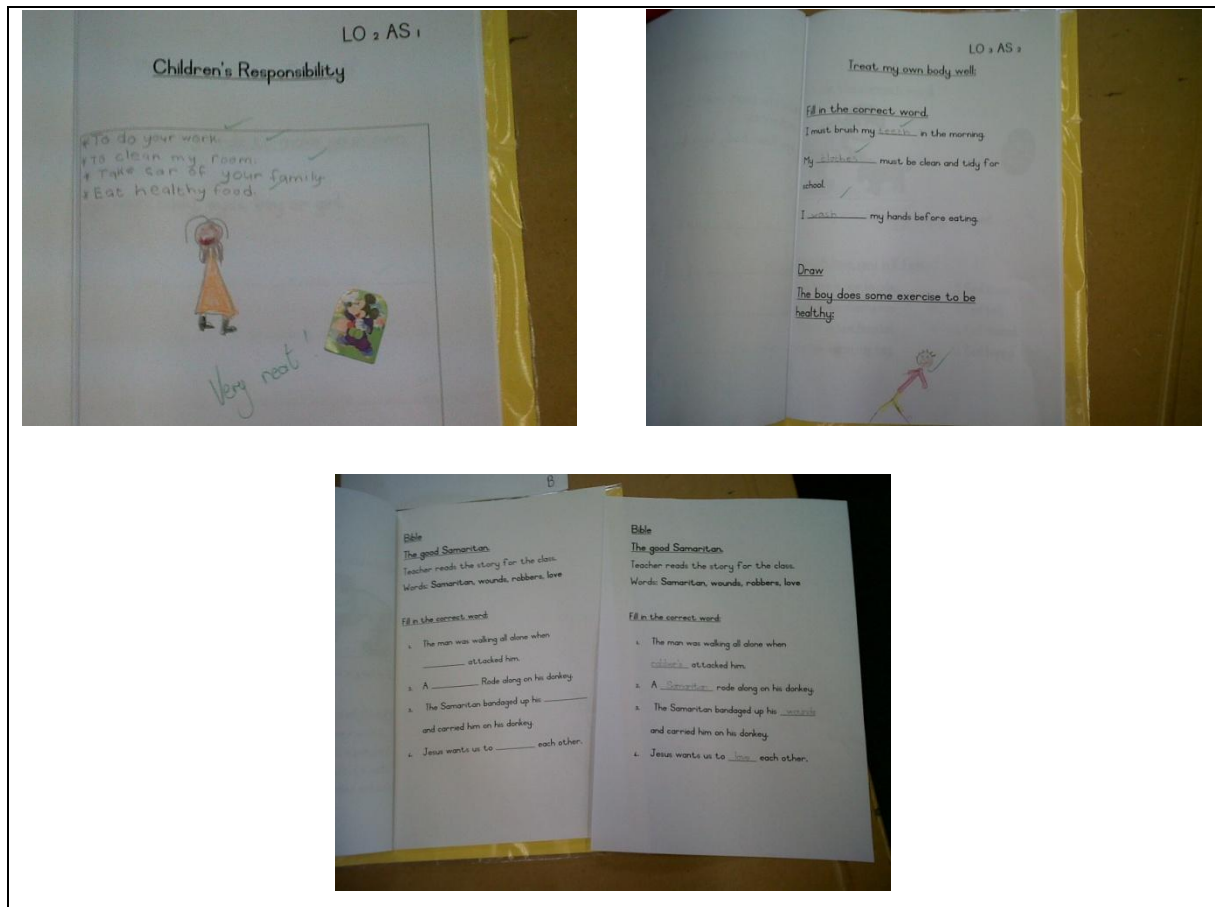 LO 2 AS 1
Children's Responsibility
* To do your work.
* To clean my room.
* Take car of your family
* Eat healthy food.
Very neat!
LO 3 AS 2
Treat my own body well:
Fill in the correct word.
I must brush my teeth in the morning.
My clothes must be clean and tidy for
school.
I wash my hands before eating.
Draw
The boy does some exercise to be
healthy:
B
Bible
The good Samaritan.
Teacher reads the story for the class.
Words: Samaritan, wounds, robbers, love
Fill in the correct word:
1. The man was walking all alone when
________ attacked him.
2. A ________ Rode along on his donkey.
3. The Samaritan bandaged up his ________
and carried him on his donkey.
4. Jesus wants us to ________ each other.
Bible
The good Samaritan.
Teacher reads the story for the class.
Words: Samaritan, wounds, robbers, love
Fill in the correct word:
1. The man was walking all alone when
robber's attacked him.
2. A Samaritan rode along on his donkey.
3. The Samaritan bandaged up his wounds
and carried him on his donkey.
4. Jesus wants us to love each other.